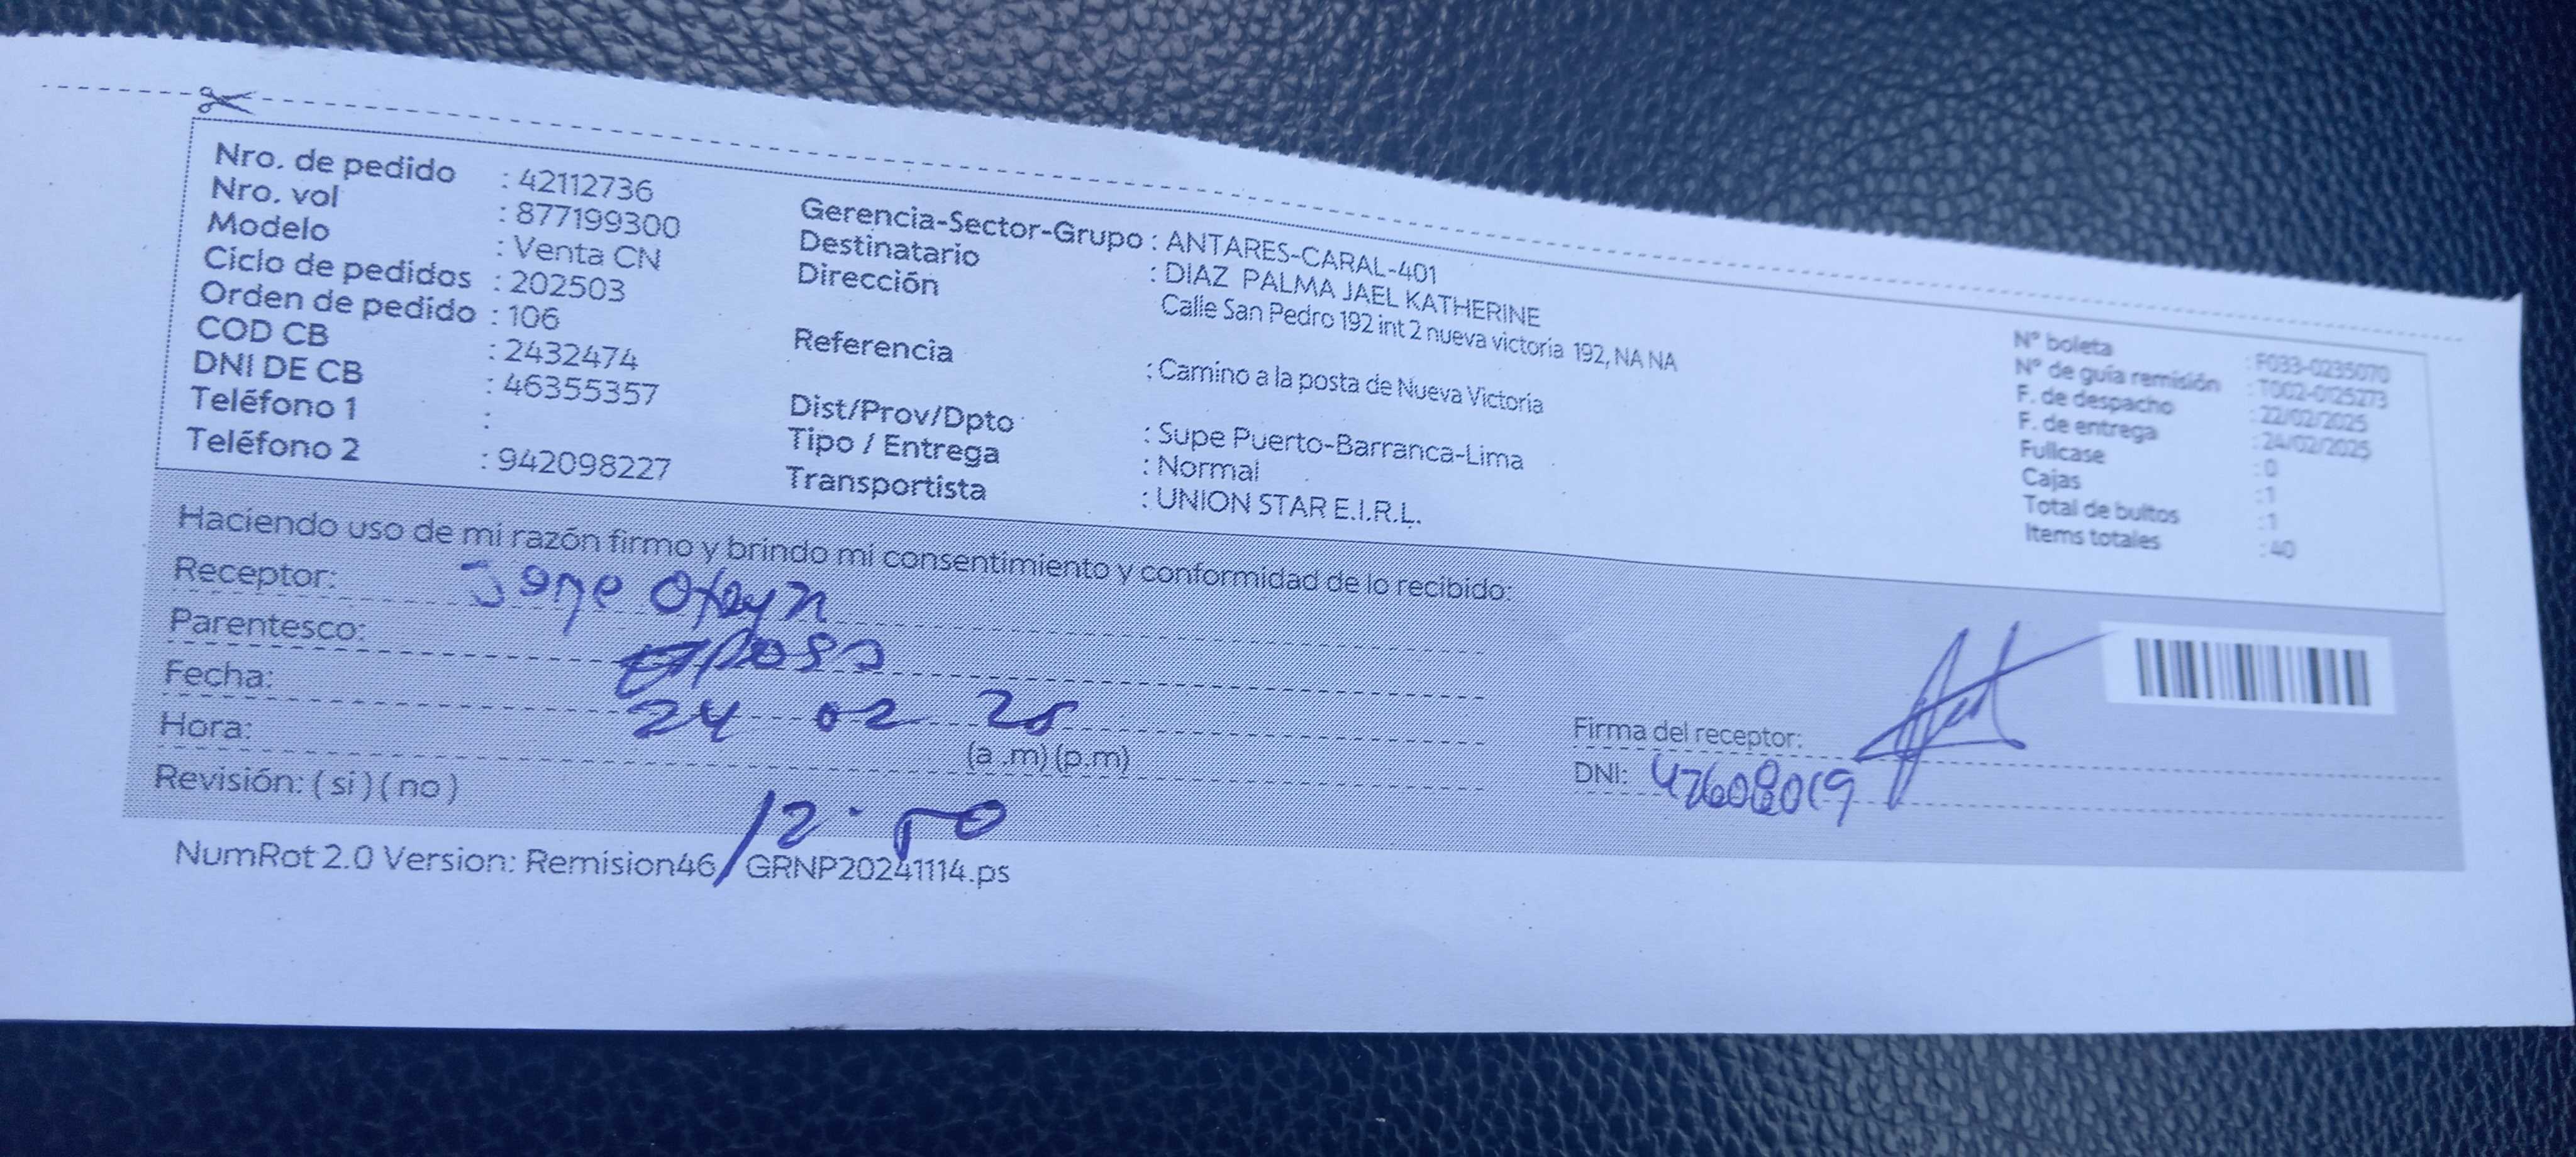 Nro. de pedido : 42112736
Nro. vol : 877199300
Modelo : Venta CN
Ciclo de pedidos : 202503
Orden de pedido : 106
COD CB : 2432474
DNI DE CB : 46355357
Teléfono 1 :
Teléfono 2 : 942098227
Gerencia-Sector-Grupo : ANTARES-CARAL-401
Destinatario : DIAZ PALMA JAEL KATHERINE
Dirección Calle San Pedro 192 int 2 nueva victoria 192, NA NA
Referencia : Camino a la posta de Nueva Victoria
Dist/Prov/Dpto : Supe Puerto-Barranca-Lima
Tipo / Entrega : Normal
Transportista : UNION STAR E.I.R.L.
N° boleta : F033-0235070
N° de guía remisión : T002-0125273
F. de despacho : 22/02/2025
F. de entrega : 24/02/2025
Fullcase : 0
Cajas : 1
Total de bultos : 1
Items totales : 40
Haciendo uso de mi razón firmo y brindo mi consentimiento y conformidad de lo recibido:
Receptor:
Parentesco:
Fecha: 24 02 25
Hora: (a .m) (p.m)
Revisión: ( si ) ( no )
12.50
Firma del receptor:
DNI: 47608019
NumRot 2.0 Version: Remision46 GRNP20241114.ps